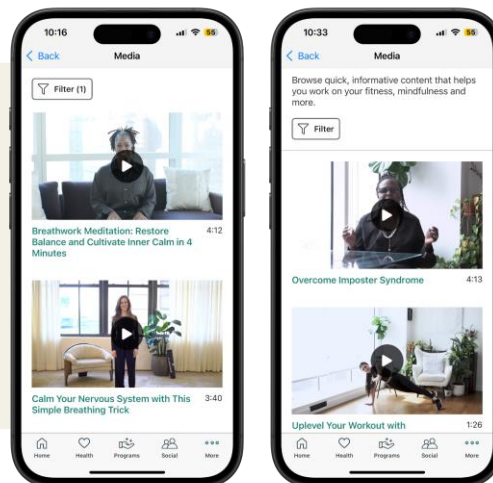 10:16
55
Back
Media
Filter (1)
Breathwork Meditation: Restore
Balance and Cultivate Inner Calm in 4
Minutes
4:12
Calm Your Nervous System with This
Simple Breathing Trick
3:40
Home
Health
Programs
Social
More
10:33
55
Back
Media
Browse quick, informative content that helps
you work on your fitness, mindfulness and
more.
Filter
Overcome Imposter Syndrome
4:13
Uplevel Your Workout with
1:26
Home
Health
Programs
Social
More